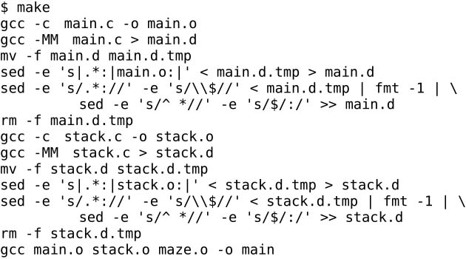 $ make
gcc -c  main.c -o main.o
gcc -MM  main.c > main.d
mv -f main.d main.d.tmp
sed -e 's|.*:|main.o:|' < main.d.tmp > main.d
sed -e 's/.*://' -e 's/\\$//' < main.d.tmp | fmt -1 | \
        sed -e 's/^ *//' -e 's/$/:/' >> main.d
rm -f main.d.tmp
gcc -c  stack.c -o stack.o
gcc -MM  stack.c > stack.d
mv -f stack.d stack.d.tmp
sed -e 's|.*:|stack.o:|' < stack.d.tmp > stack.d
sed -e 's/.*://' -e 's/\\$//' < stack.d.tmp | fmt -1 | \
        sed -e 's/^ *//' -e 's/$/:/' >> stack.d
rm -f stack.d.tmp
gcc main.o stack.o maze.o -o main